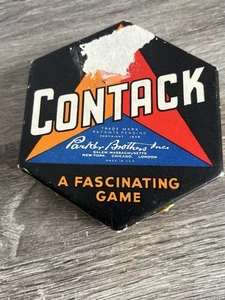 CONTACK
TRADE MARK
PATENTS PENDING
Parker Brothers Inc.
SALEM MASSACHUSETTS
NEW YORK CHICAGO LONDON
MADE IN U.S.A.
A FASCINATING
GAME